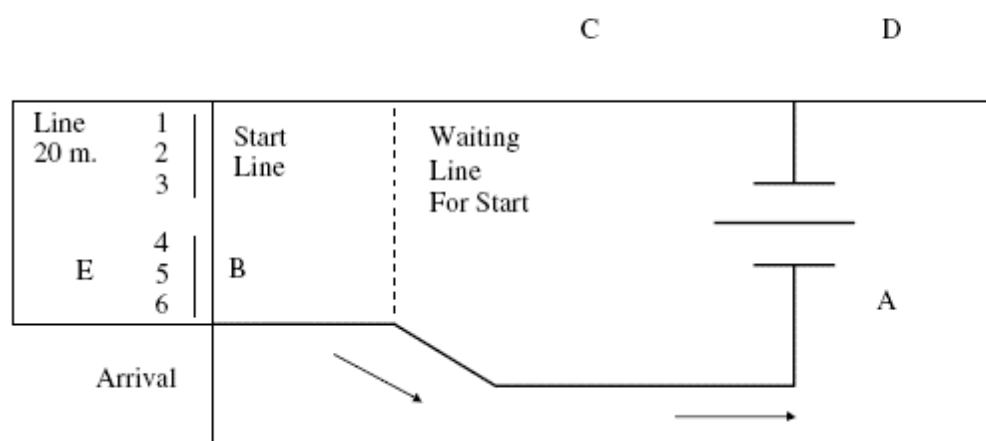 C
D
Line
20 m.
1
2
3
Start
Line
Waiting
Line
For Start
4
5
6
E
B
A
Arrival